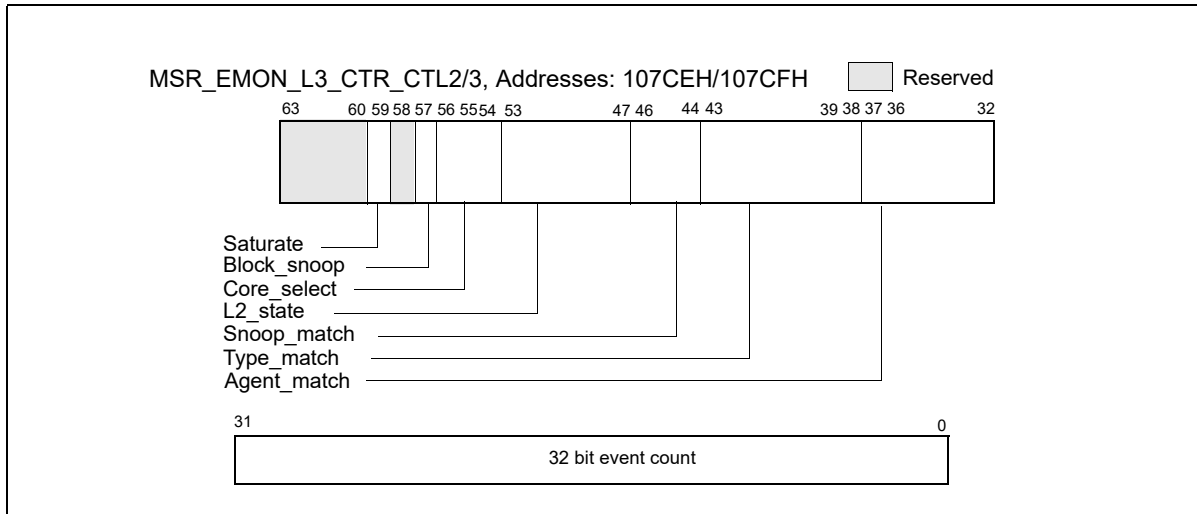 MSR_EMON_L3_CTR_CTL2/3, Addresses: 107CEH/107CFH Reserved
63 60 59 58 57 56 55 54 53 47 46 44 43 39 38 37 36 32
Saturate
Block_snoop
Core_select
L2_state
Snoop_match
Type_match
Agent_match
31 0
32 bit event count